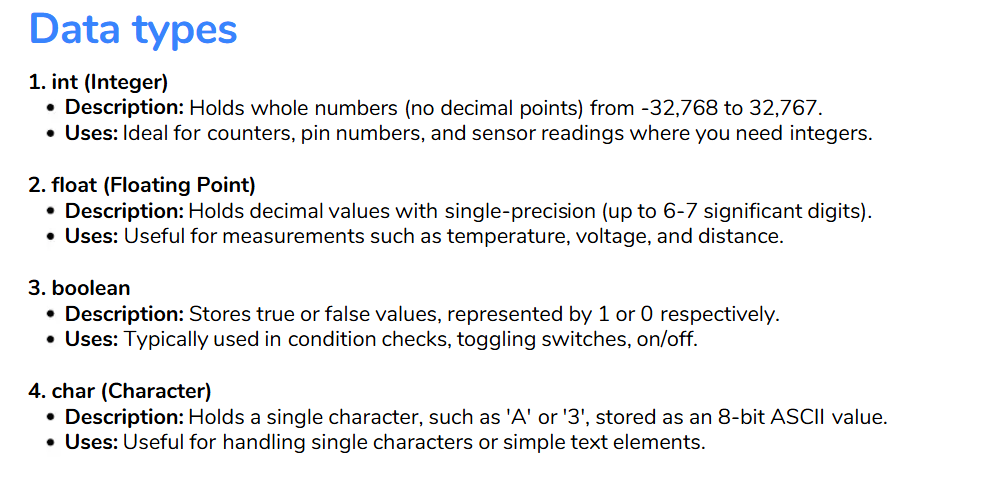 Data types
1. int (Integer)
• Description: Holds whole numbers (no decimal points) from -32,768 to 32,767.
• Uses: Ideal for counters, pin numbers, and sensor readings where you need integers.
2. float (Floating Point)
• Description: Holds decimal values with single-precision (up to 6-7 significant digits).
• Uses: Useful for measurements such as temperature, voltage, and distance.
3. boolean
• Description: Stores true or false values, represented by 1 or 0 respectively.
• Uses: Typically used in condition checks, toggling switches, on/off.
4. char (Character)
• Description: Holds a single character, such as 'A' or '3', stored as an 8-bit ASCII value.
• Uses: Useful for handling single characters or simple text elements.